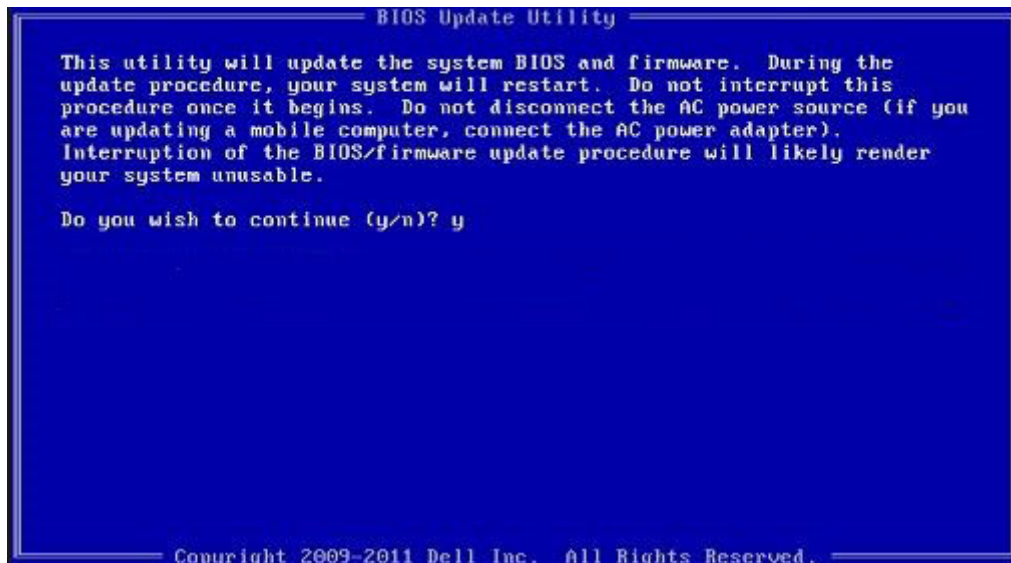 BIOS Update Utility
This utility will update the system BIOS and firmware.  During the
update procedure, your system will restart.  Do not interrupt this
procedure once it begins.  Do not disconnect the AC power source (if you
are updating a mobile computer, connect the AC power adapter).
Interruption of the BIOS/firmware update procedure will likely render
your system unusable.
Do you wish to continue (y/n)? y
Copyright 2009-2011 Dell Inc.  All Rights Reserved.